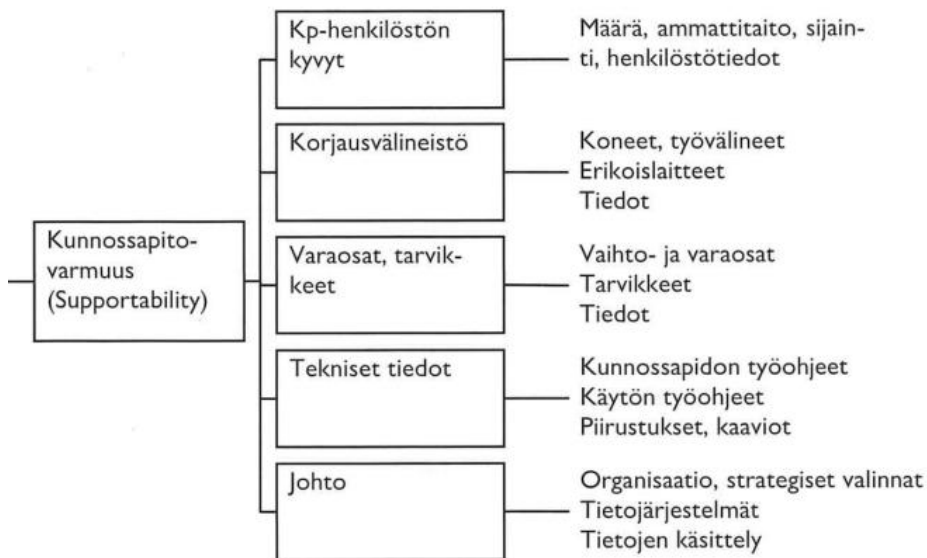 Kp-henkilöstön
kyvyt
Määrä, ammattitaito, sijain-
ti, henkilöstötiedot
Korjausvälineistö
Koneet, työvälineet
Erikoislaitteet
Tiedot
Kunnossapito-
varmuus
(Supportability)
Varaosat, tarvik-
keet
Vaihto- ja varaosat
Tarvikkeet
Tiedot
Tekniset tiedot
Kunnossapidon työohjeet
Käytön työohjeet
Piirustukset, kaaviot
Johto
Organisaatio, strategiset valinnat
Tietojärjestelmät
Tietojen käsittely